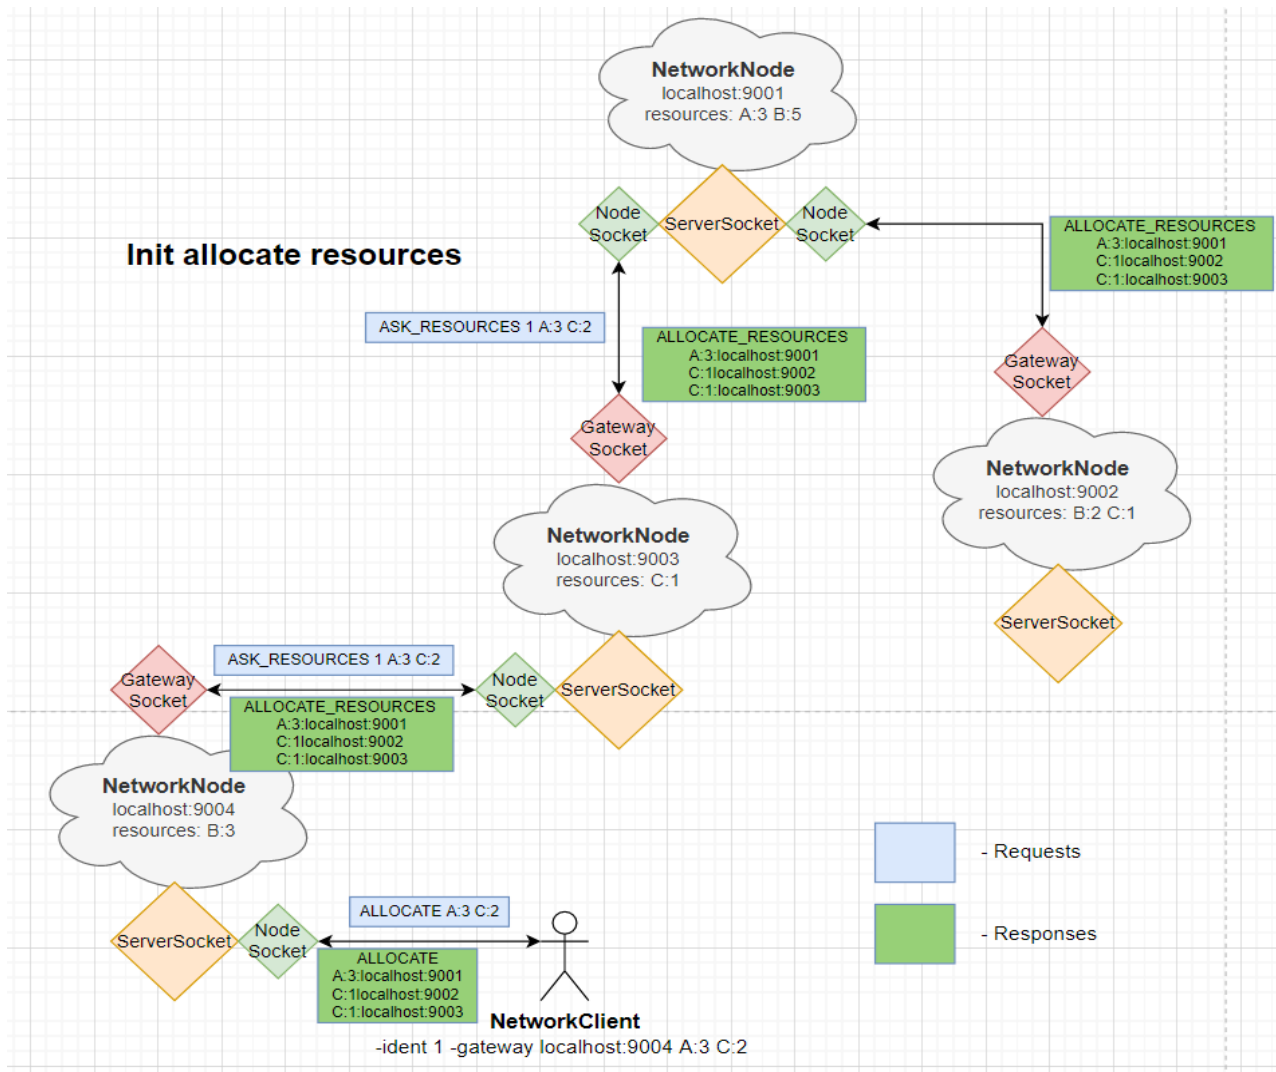 NetworkNode
localhost:9001
resources: A:3 B:5
Node
Socket
ServerSocket
Node
Socket
ALLOCATE_RESOURCES
A:3:localhost:9001
C:1localhost:9002
C:1:localhost:9003
Init allocate resources
ASK_RESOURCES 1 A:3 C:2
ALLOCATE_RESOURCES
A:3:localhost:9001
C:1localhost:9002
C:1:localhost:9003
Gateway
Socket
Gateway
Socket
NetworkNode
localhost:9002
resources: B:2 C:1
NetworkNode
localhost:9003
resources: C:1
ServerSocket
Gateway
Socket
ASK_RESOURCES 1 A:3 C:2
ALLOCATE_RESOURCES
A:3:localhost:9001
C:1localhost:9002
C:1:localhost:9003
Node
Socket
ServerSocket
NetworkNode
localhost:9004
resources: B:3
- Requests
- Responses
ServerSocket
Node
Socket
ALLOCATE A:3 C:2
ALLOCATE
A:3:localhost:9001
C:1localhost:9002
C:1:localhost:9003
NetworkClient
-ident 1 -gateway localhost:9004 A:3 C:2